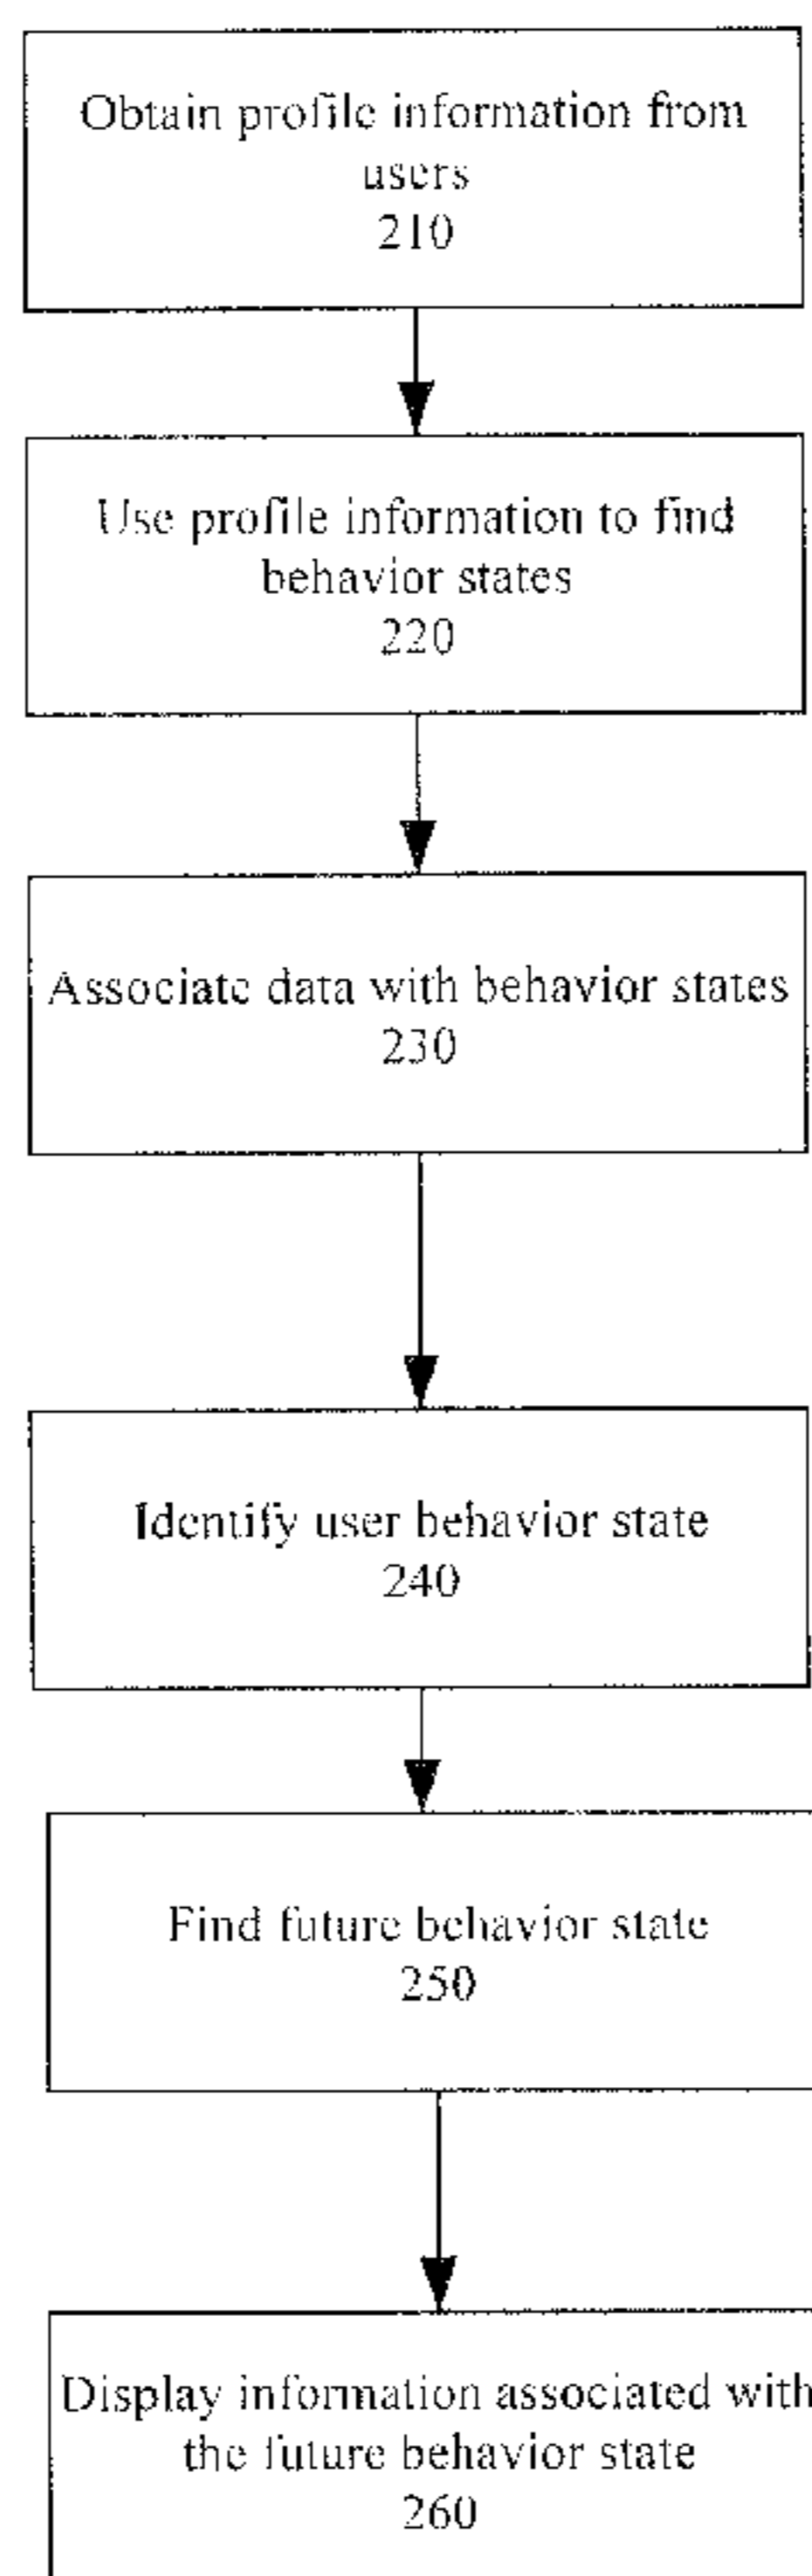 Obtain profile information from
users
210
Use profile information to find
behavior states
220
Associate data with behavior states
230
Identify user behavior state
240
Find future behavior state
250
Display information associated with
the future behavior state
260